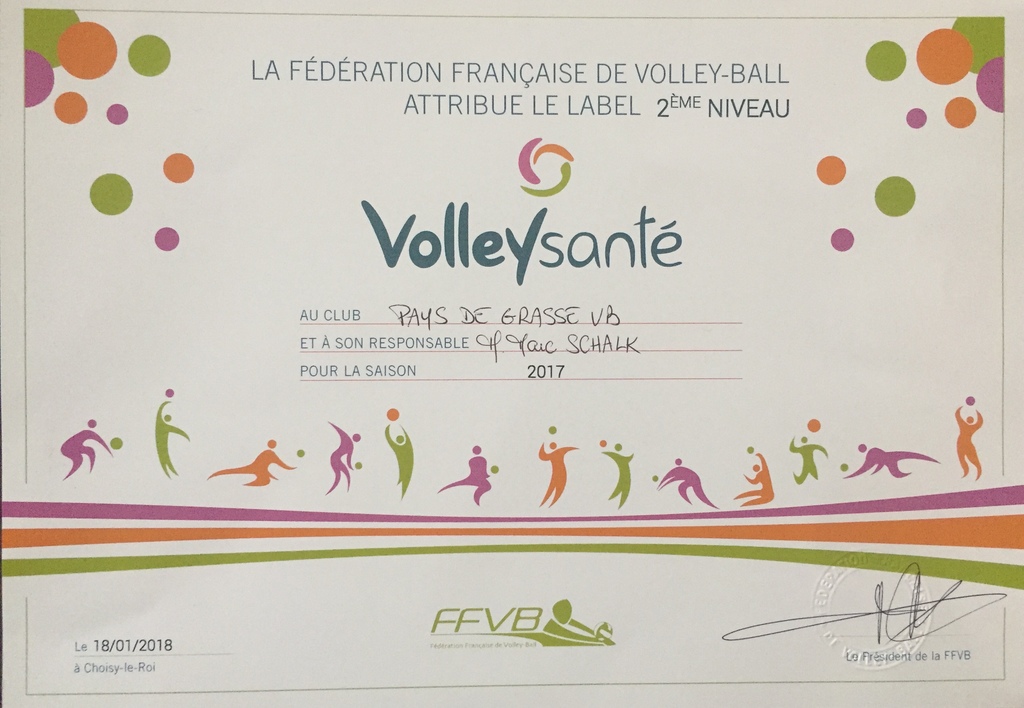 LA FÉDÉRATION FRANÇAISE DE VOLLEY-BALL
ATTRIBUE LE LABEL 2ÈME NIVEAU
Volleysanté
AU CLUB PAYS DE GRASSE VB
ET À SON RESPONSABLE M. Marc SCHALK
POUR LA SAISON 2017
FFVB
Fédération Française de Volley-Ball
Le 18/01/2018
à Choisy-le-Roi
Le Président de la FFVB